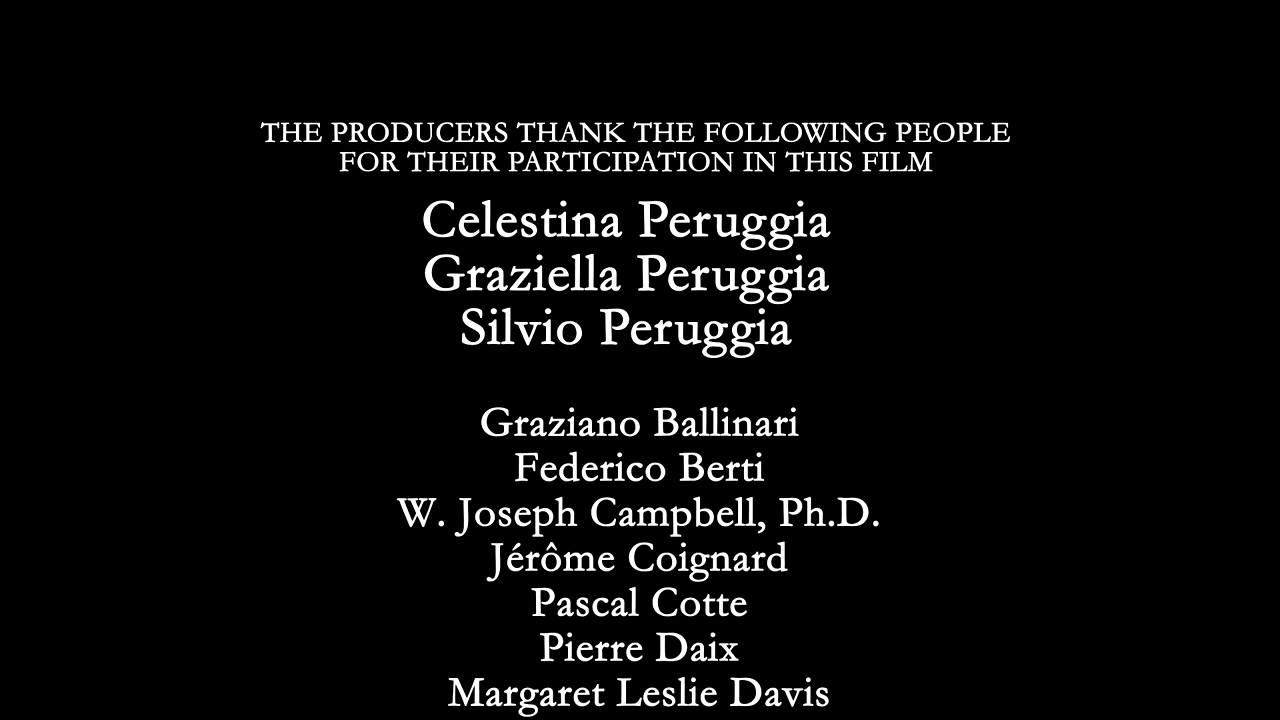 THE PRODUCERS THANK THE FOLLOWING PEOPLE
FOR THEIR PARTICIPATION IN THIS FILM
Celestina Peruggia
Graziella Peruggia
Silvio Peruggia
Graziano Ballinari
Federico Berti
W. Joseph Campbell, Ph.D.
Jérôme Coignard
Pascal Cotte
Pierre Daix
Margaret Leslie Davis